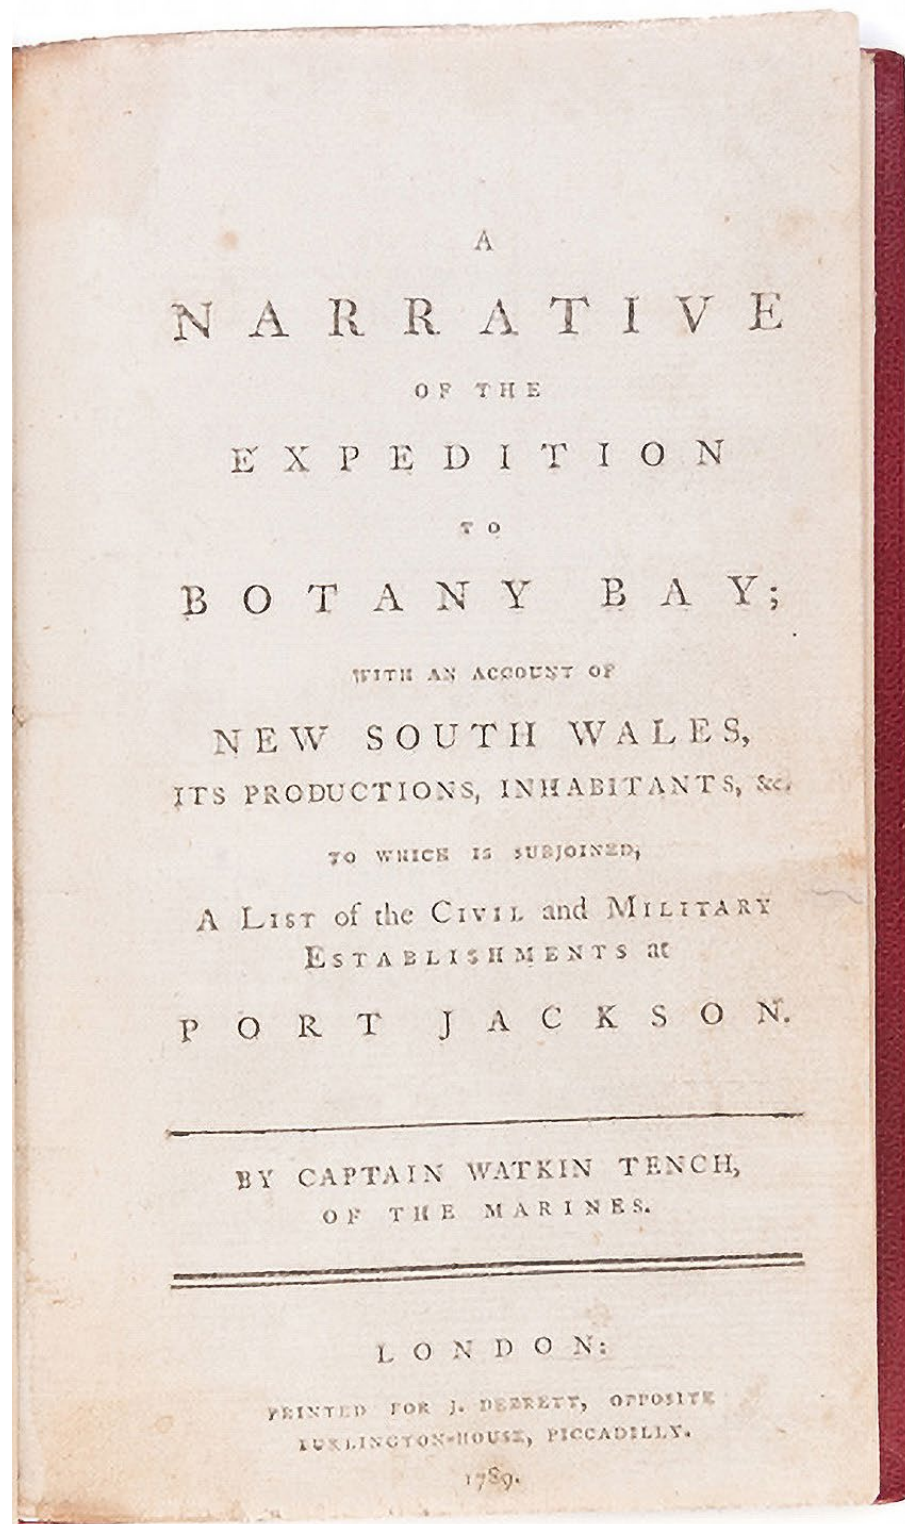 A
NARRATIVE
OF THE
EXPEDITION
TO
BOTANY BAY;
WITH AN ACCOUNT OF
NEW SOUTH WALES,
ITS PRODUCTIONS, INHABITANTS, &c.
TO WHICH IS SUBJOINED,
A LIST of the CIVIL and MILITARY
ESTABLISHMENTS at
PORT JACKSON.
BY CAPTAIN WATKIN TENCH,
OF THE MARINES.
LONDON:
PRINTED FOR J. DEBRETT, OPPOSITE
BURLINGTON-HOUSE, PICCADILLY.
1789.